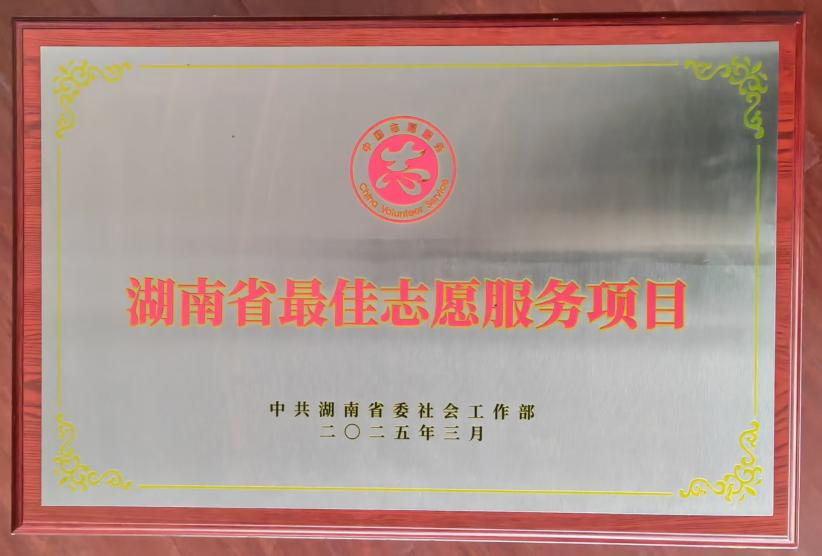 中国志愿服务
志
China Volunteer Service
湖南省最佳志愿服务项目
中共湖南省委社会工作部
二〇二五年三月